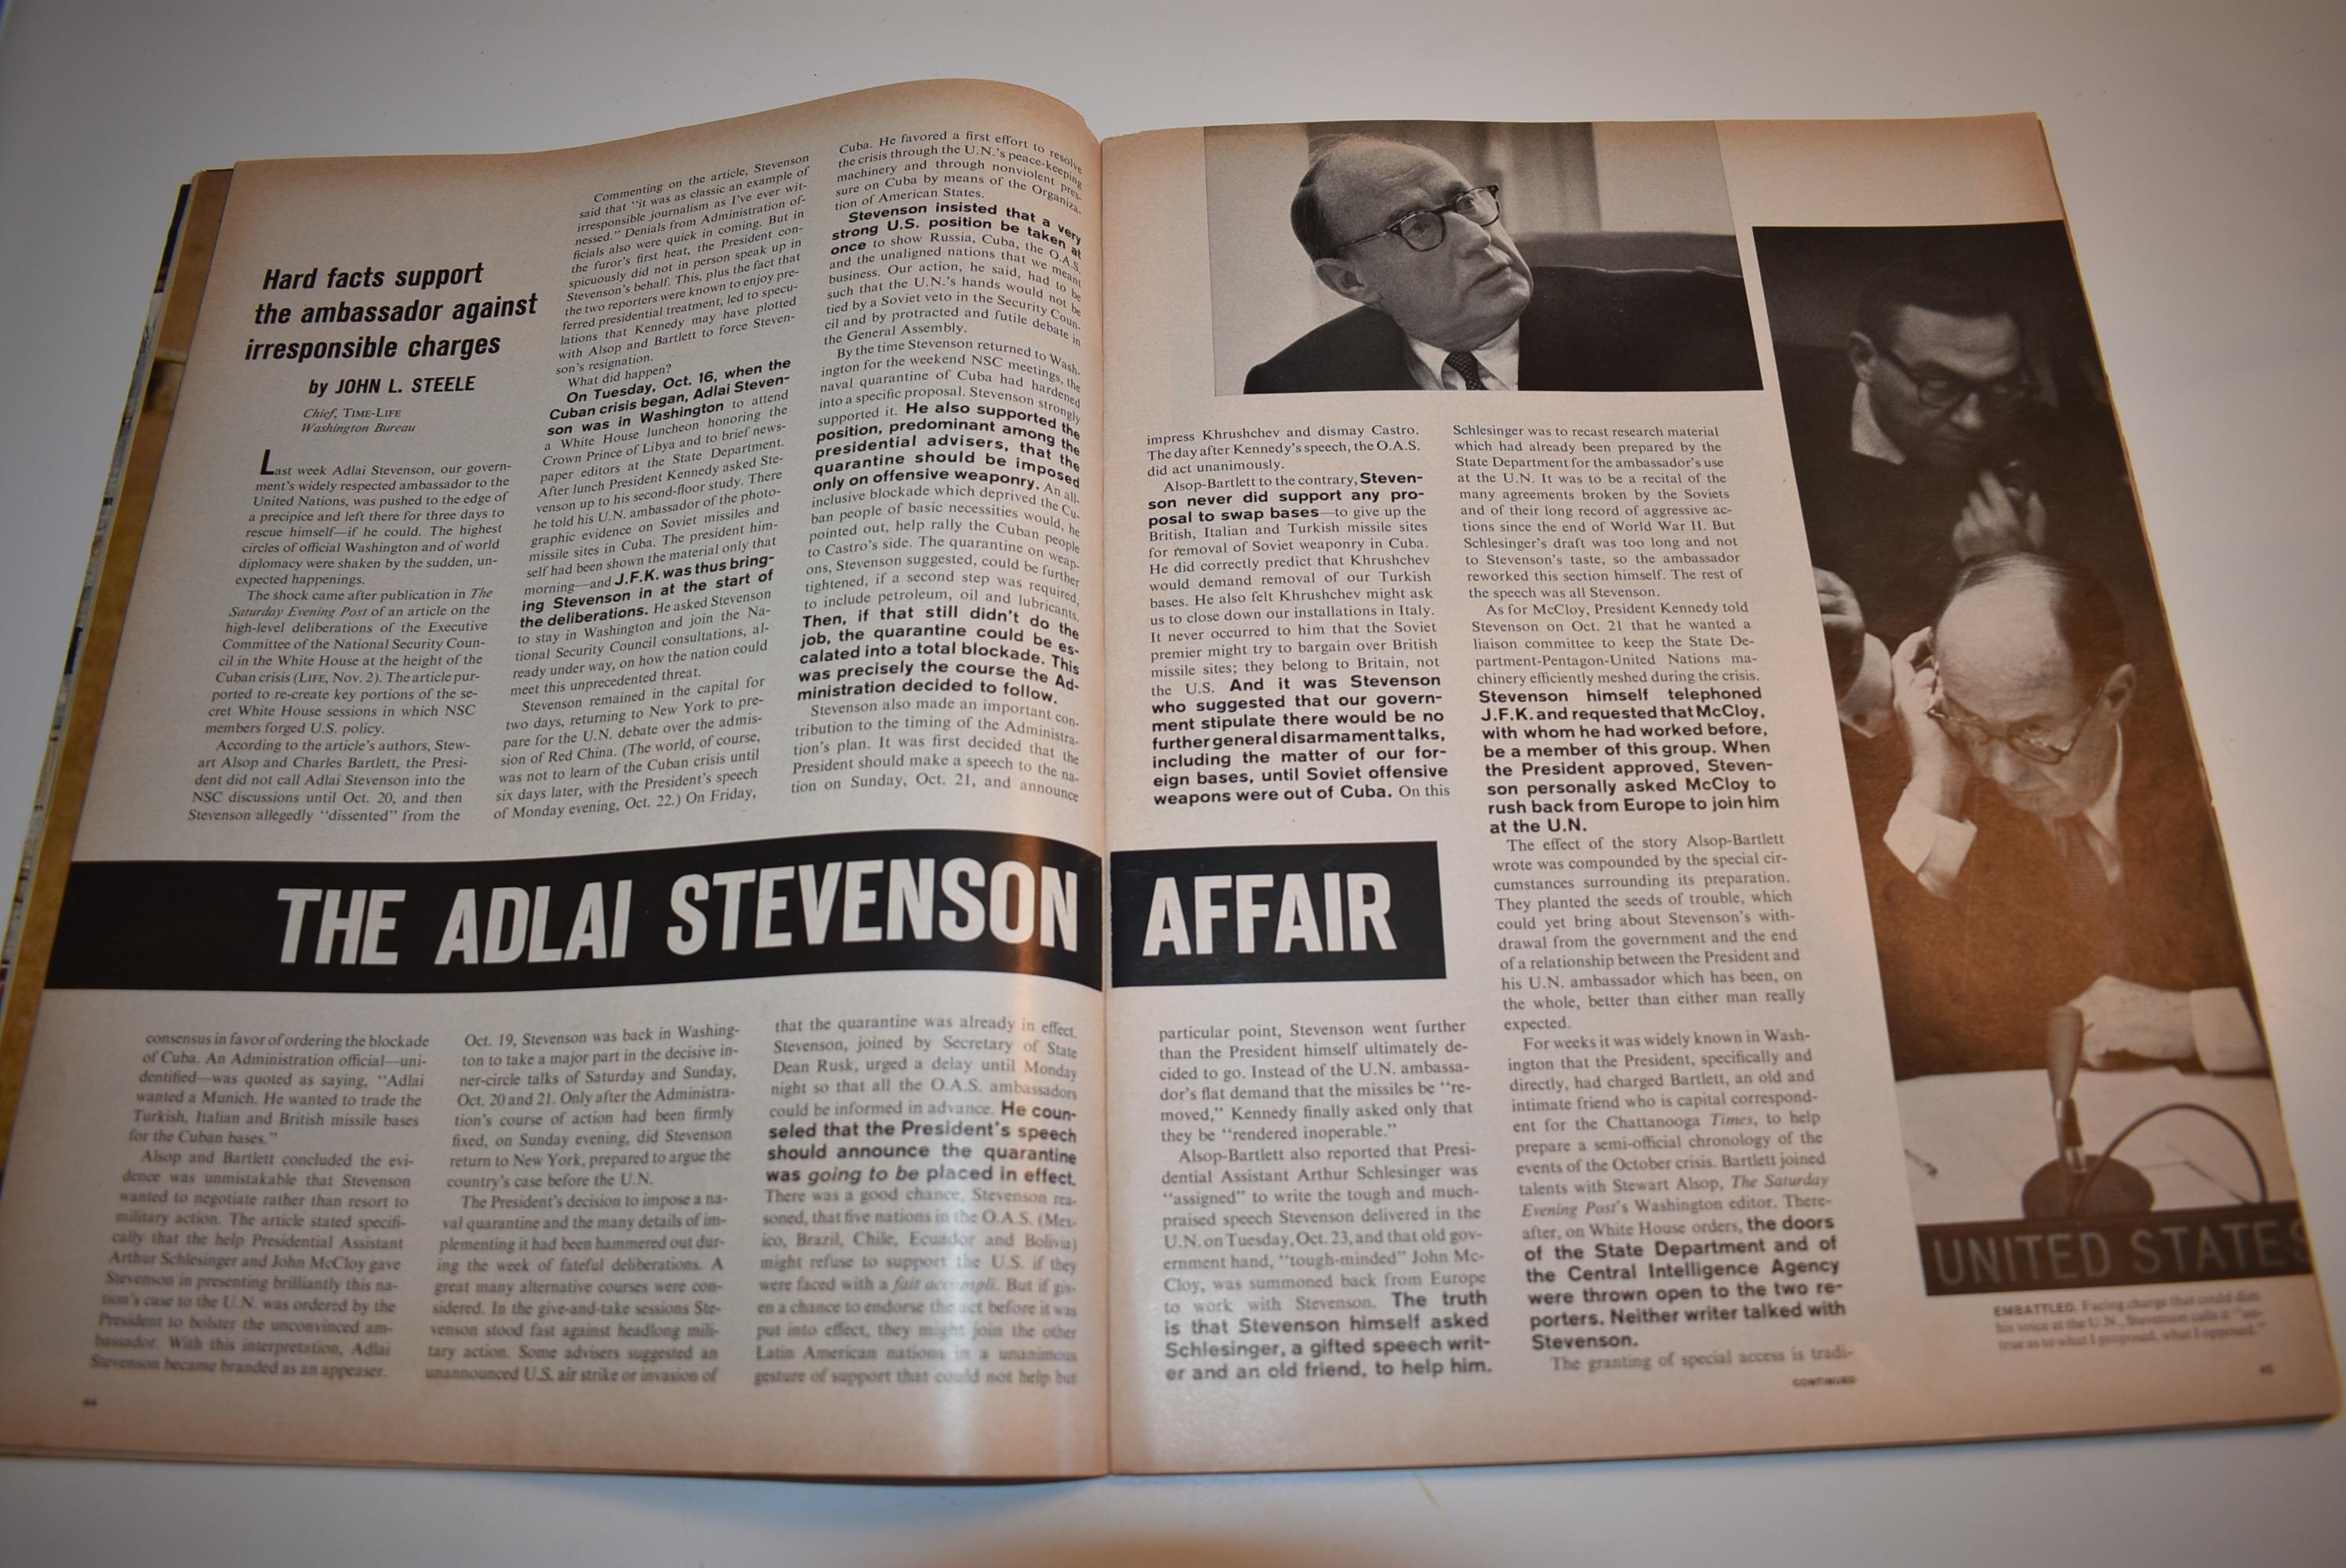 Hard facts support
the ambassador against
irresponsible charges
by JOHN L. STEELE
Chief, TIME-LIFE
Washington Bureau
Last week Adlai Stevenson, our govern-
ment's widely respected ambassador to the
United Nations, was pushed to the edge of
a precipice and left there for three days to
rescue himself—if he could. The highest
circles of official Washington and of world
diplomacy were shaken by the sudden, un-
expected happenings.
The shock came after publication in The
Saturday Evening Post of an article on the
high-level deliberations of the Executive
Committee of the National Security Coun-
cil in the White House at the height of the
Cuban crisis (LIFE, Nov. 2). The article pur-
ported to re-create key portions of the se-
cret White House sessions in which NSC
members forged U.S. policy.
According to the article's authors, Stew-
art Alsop and Charles Bartlett, the Presi-
dent did not call Adlai Stevenson into the
NSC discussions until Oct. 20, and then
Stevenson allegedly "dissented" from the
consensus in favor of ordering the blockade
of Cuba. An Administration official—uni-
dentified—was quoted as saying, "Adlai
wanted a Munich. He wanted to trade the
Turkish, Italian and British missile bases
for the Cuban bases."
Alsop and Bartlett concluded the evi-
dence was unmistakable that Stevenson
wanted to negotiate rather than resort to
military action. The article stated specifi-
cally that the help Presidential Assistant
Arthur Schlesinger and John McCloy gave
Stevenson in presenting brilliantly this na-
tion's case to the U.N. was ordered by the
President to bolster the unconvinced am-
bassador. With this interpretation, Adlai
Stevenson became branded as an appeaser.
Commenting on the article, Stevenson
said that "it was as classic an example of
irresponsible journalism as I've ever wit-
nessed." Denials from Administration of-
ficials also were quick in coming. But in
the furor's first heat, the President con-
spicuously did not in person speak up in
Stevenson's behalf. This, plus the fact that
the two reporters were known to enjoy pre-
ferred presidential treatment, led to specu-
lations that Kennedy may have plotted
with Alsop and Bartlett to force Steven-
son's resignation.
What did happen?
On Tuesday, Oct. 16, when the
Cuban crisis began, Adlai Steven-
son was in Washington to attend
a White House luncheon honoring the
Crown Prince of Libya and to brief news-
paper editors at the State Department.
After lunch President Kennedy asked Ste-
venson up to his second-floor study. There
he told his U.N. ambassador of the photo-
graphic evidence on Soviet missiles and
missile sites in Cuba. The president him-
self had been shown the material only that
morning—and J.F.K. was thus bring-
ing Stevenson in at the start of
the deliberations. He asked Stevenson
to stay in Washington and join the Na-
tional Security Council consultations, al-
ready under way, on how the nation could
meet this unprecedented threat.
Stevenson remained in the capital for
two days, returning to New York to pre-
pare for the U.N. debate over the admis-
sion of Red China. (The world, of course,
was not to learn of the Cuban crisis until
six days later, with the President's speech
of Monday evening, Oct. 22.) On Friday,
Oct. 19, Stevenson was back in Washing-
ton to take a major part in the decisive in-
ner-circle talks of Saturday and Sunday,
Oct. 20 and 21. Only after the Administra-
tion's course of action had been firmly
fixed, on Sunday evening, did Stevenson
return to New York, prepared to argue the
country's case before the U.N.
The President's decision to impose a na-
val quarantine and the many details of im-
plementing it had been hammered out dur-
ing the week of fateful deliberations. A
great many alternative courses were con-
sidered. In the give-and-take sessions Ste-
venson stood fast against headlong mili-
tary action. Some advisers suggested an
unannounced U.S. air strike or invasion of
Cuba. He favored a first effort to resolve
the crisis through the U.N.'s peace-keeping
machinery and through nonviolent pres-
sure on Cuba by means of the Organiza-
tion of American States.
Stevenson insisted that a very
strong U.S. position be taken at
once to show Russia, Cuba, the O.A.S.
and the unaligned nations that we meant
business. Our action, he said, had to be
such that the U.N.'s hands would not be
tied by a Soviet veto in the Security Coun-
cil and by protracted and futile debate in
the General Assembly.
By the time Stevenson returned to Wash-
ington for the weekend NSC meetings, the
naval quarantine of Cuba had hardened
into a specific proposal. Stevenson strongly
supported it. He also supported the
position, predominant among the
presidential advisers, that the
quarantine should be imposed
only on offensive weaponry. An all-
inclusive blockade which deprived the Cu-
ban people of basic necessities would, he
pointed out, help rally the Cuban people
to Castro's side. The quarantine on weap-
ons, Stevenson suggested, could be further
tightened, if a second step was required,
to include petroleum, oil and lubricants.
Then, if that still didn't do the
job, the quarantine could be es-
calated into a total blockade. This
was precisely the course the Ad-
ministration decided to follow.
Stevenson also made an important con-
tribution to the timing of the Administra-
tion's plan. It was first decided that the
President should make a speech to the na-
tion on Sunday, Oct. 21, and announce
that the quarantine was already in effect.
Stevenson, joined by Secretary of State
Dean Rusk, urged a delay until Monday
night so that all the O.A.S. ambassadors
could be informed in advance. He coun-
seled that the President's speech
should announce the quarantine
was going to be placed in effect.
There was a good chance, Stevenson rea-
soned, that five nations in the O.A.S. (Mex-
ico, Brazil, Chile, Ecuador and Bolivia)
might refuse to support the U.S. if they
were faced with a fait accompli. But if giv-
en a chance to endorse the act before it was
put into effect, they might join the other
Latin American nations in a unanimous
gesture of support that could not help but
THE ADLAI STEVENSON AFFAIR
44
impress Khrushchev and dismay Castro.
The day after Kennedy's speech, the O.A.S.
did act unanimously.
Alsop-Bartlett to the contrary, Steven-
son never did support any pro-
posal to swap bases—to give up the
British, Italian and Turkish missile sites
for removal of Soviet weaponry in Cuba.
He did correctly predict that Khrushchev
would demand removal of our Turkish
bases. He also felt Khrushchev might ask
us to close down our installations in Italy.
It never occurred to him that the Soviet
premier might try to bargain over British
missile sites; they belong to Britain, not
the U.S. And it was Stevenson
who suggested that our govern-
ment stipulate there would be no
further general disarmament talks,
including the matter of our for-
eign bases, until Soviet offensive
weapons were out of Cuba. On this
particular point, Stevenson went further
than the President himself ultimately de-
cided to go. Instead of the U.N. ambassa-
dor's flat demand that the missiles be "re-
moved," Kennedy finally asked only that
they be "rendered inoperable."
Alsop-Bartlett also reported that Presi-
dential Assistant Arthur Schlesinger was
"assigned" to write the tough and much-
praised speech Stevenson delivered in the
U.N. on Tuesday, Oct. 23, and that old gov-
ernment hand, "tough-minded" John Mc-
Cloy, was summoned back from Europe
to work with Stevenson. The truth
is that Stevenson himself asked
Schlesinger, a gifted speech writ-
er and an old friend, to help him.
Schlesinger was to recast research material
which had already been prepared by the
State Department for the ambassador's use
at the U.N. It was to be a recital of the
many agreements broken by the Soviets
and of their long record of aggressive ac-
tions since the end of World War II. But
Schlesinger's draft was too long and not
to Stevenson's taste, so the ambassador
reworked this section himself. The rest of
the speech was all Stevenson.
As for McCloy, President Kennedy told
Stevenson on Oct. 21 that he wanted a
liaison committee to keep the State De-
partment-Pentagon-United Nations ma-
chinery efficiently meshed during the crisis.
Stevenson himself telephoned
J.F.K. and requested that McCloy,
with whom he had worked before,
be a member of this group. When
the President approved, Steven-
son personally asked McCloy to
rush back from Europe to join him
at the U.N.
The effect of the story Alsop-Bartlett
wrote was compounded by the special cir-
cumstances surrounding its preparation.
They planted the seeds of trouble, which
could yet bring about Stevenson's with-
drawal from the government and the end
of a relationship between the President and
his U.N. ambassador which has been, on
the whole, better than either man really
expected.
For weeks it was widely known in Wash-
ington that the President, specifically and
directly, had charged Bartlett, an old and
intimate friend who is capital correspond-
ent for the Chattanooga Times, to help
prepare a semi-official chronology of the
events of the October crisis. Bartlett joined
talents with Stewart Alsop, The Saturday
Evening Post's Washington editor. There-
after, on White House orders, the doors
of the State Department and of
the Central Intelligence Agency
were thrown open to the two re-
porters. Neither writer talked with
Stevenson.
The granting of special access is tradi-
CONTINUED
UNITED STATES
EMBATTLED. Facing charge that could dim
his voice at the U.N., Stevenson calls it "un-
true as to what I proposed, what I opposed."
45